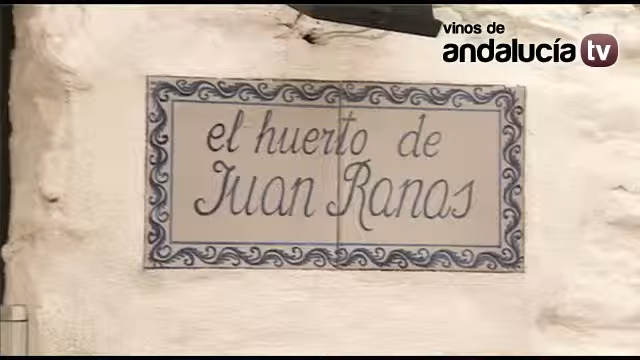 vinos de
andalucía tv
el huerto de
Juan Ranas